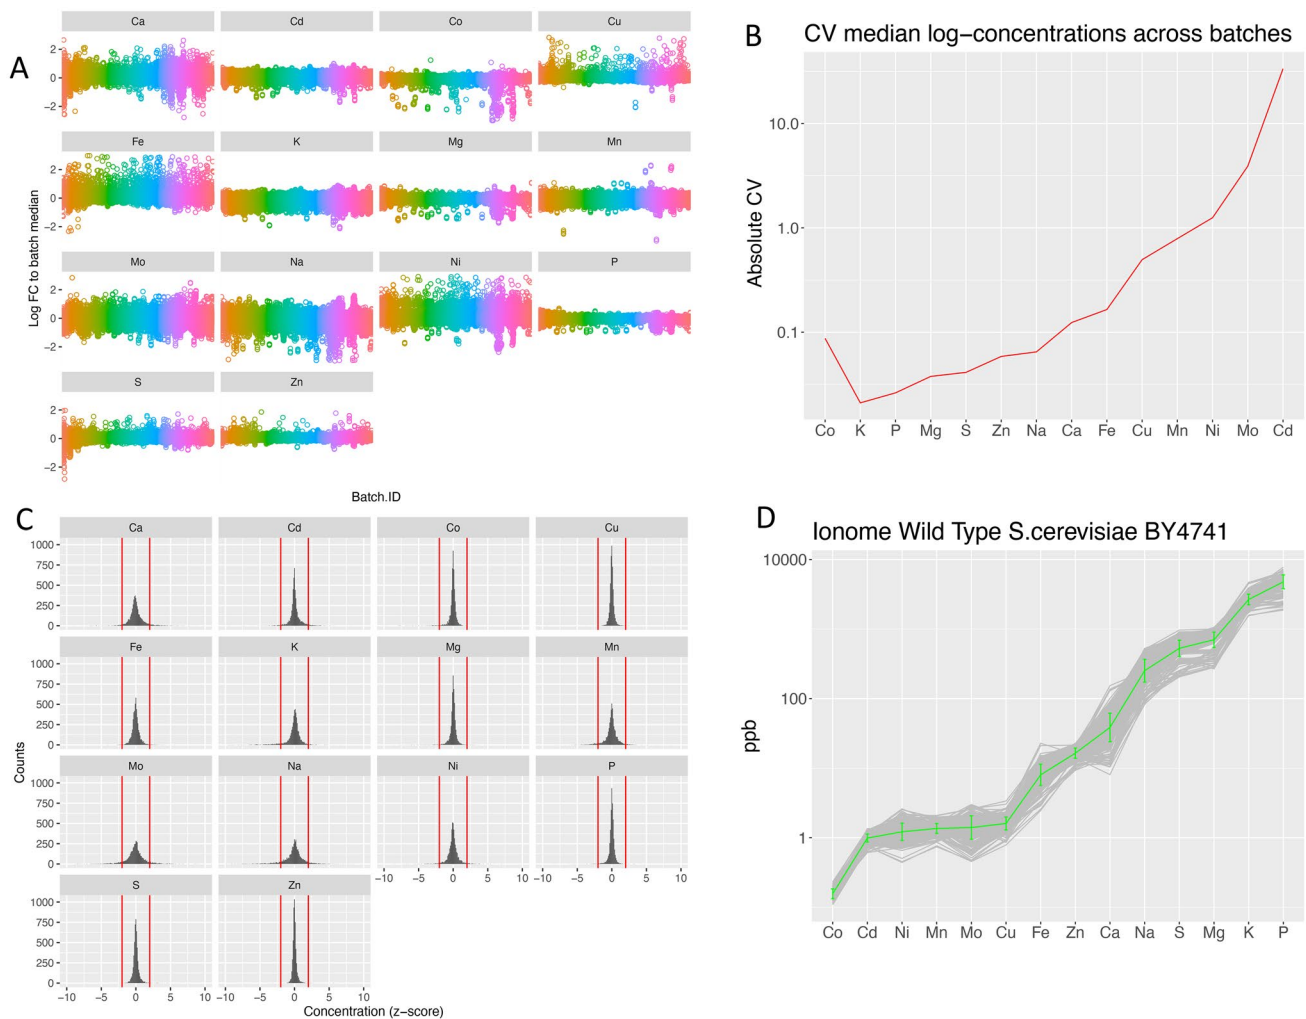 A
Ca Cd Co Cu
2
0
−2
Fe K Mg Mn
2
0
−2
Mo Na Ni P
2
0
−2
S Zn
2
0
−2
Log FC to batch median
Batch.ID
B
CV median log−concentrations across batches
10.0
1.0
0.1
Absolute CV
Co K P Mg S Zn Na Ca Fe Cu Mn Ni Mo Cd
C
Ca Cd Co Cu
1000
750
500
250
0
Fe K Mg Mn
1000
750
500
250
0
Mo Na Ni P
1000
750
500
250
0
−10 −5 0 5 10 −10 −5 0 5 10
S Zn
1000
750
500
250
0
−10 −5 0 5 10 −10 −5 0 5 10
Counts
Concentration (z−score)
D
Ionome Wild Type S.cerevisiae BY4741
10000
100
1
ppb
Co Cd Ni Mn Mo Cu Fe Zn Ca Na S Mg K P